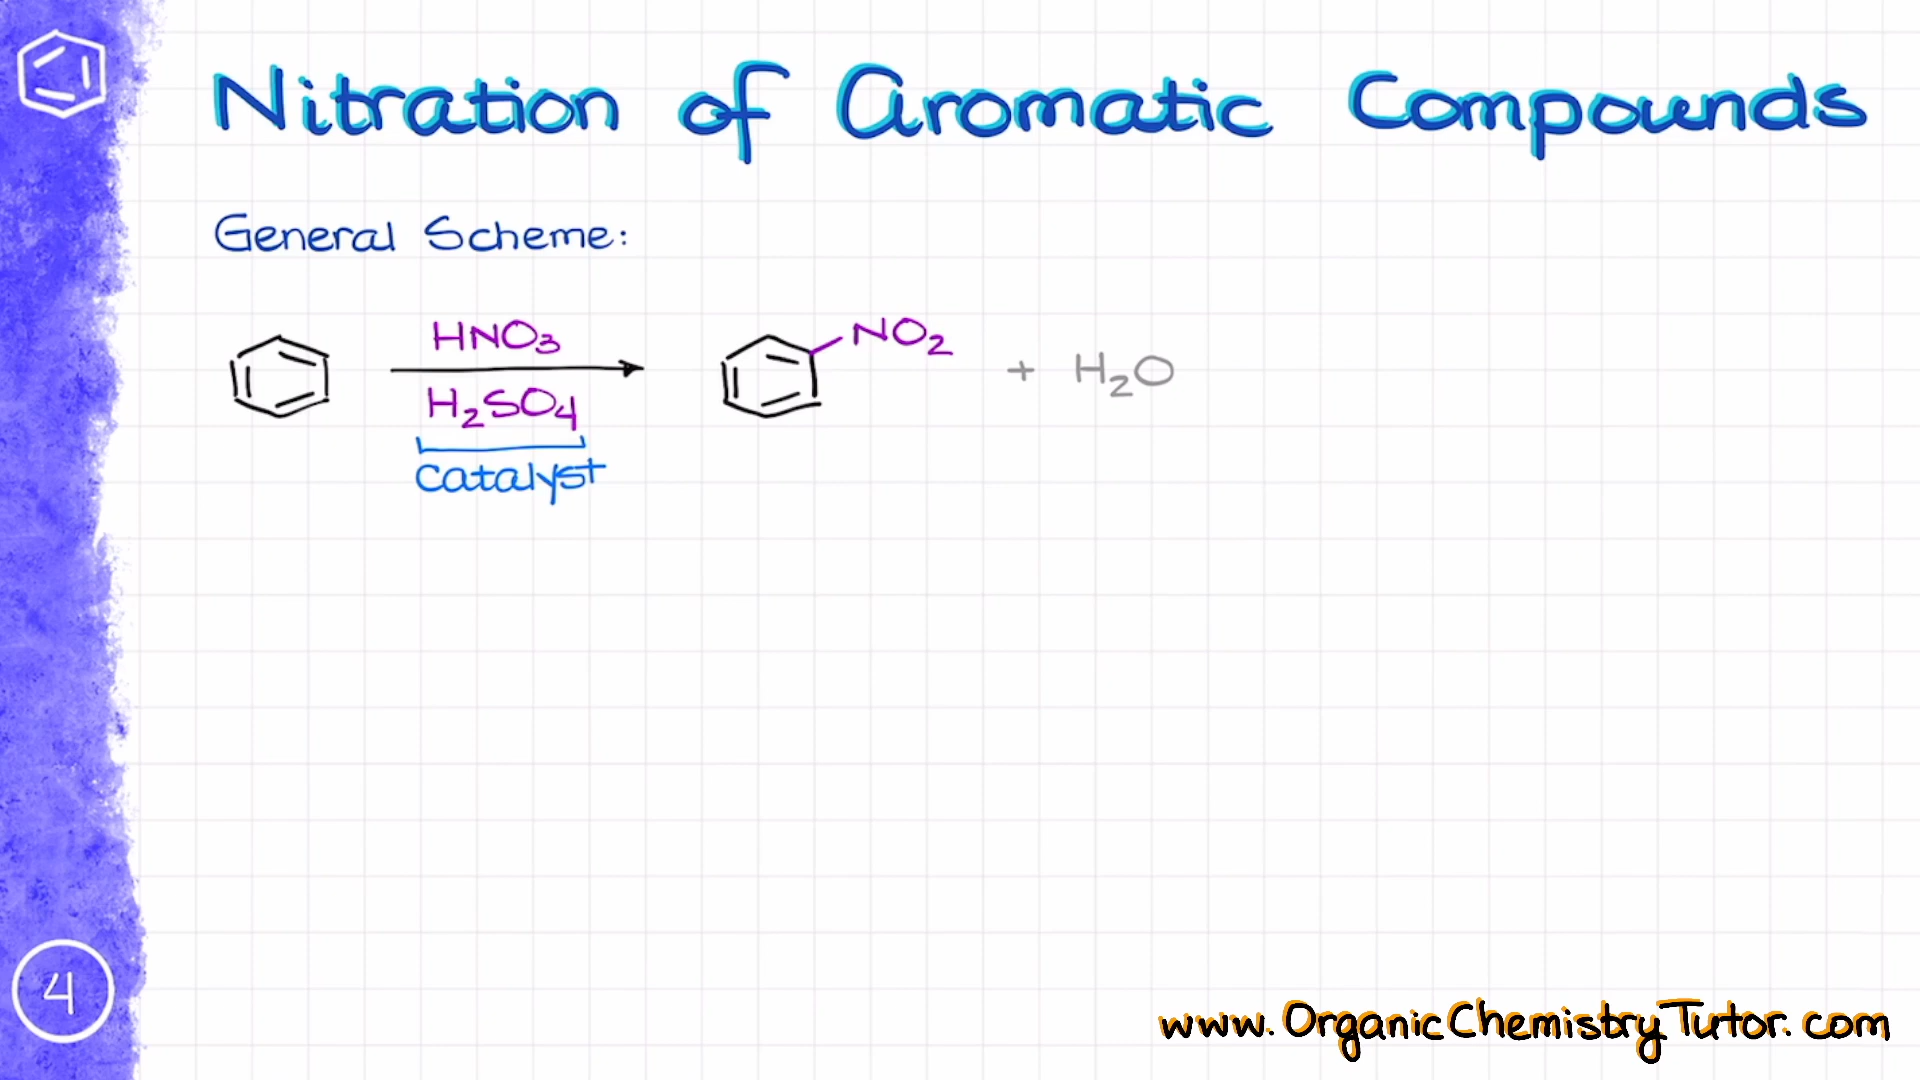 Nitration of Aromatic Compounds
General Scheme:
HNO3
NO2
+ H2O
H2SO4
catalyst
4
www.OrganicChemistryTutor.com